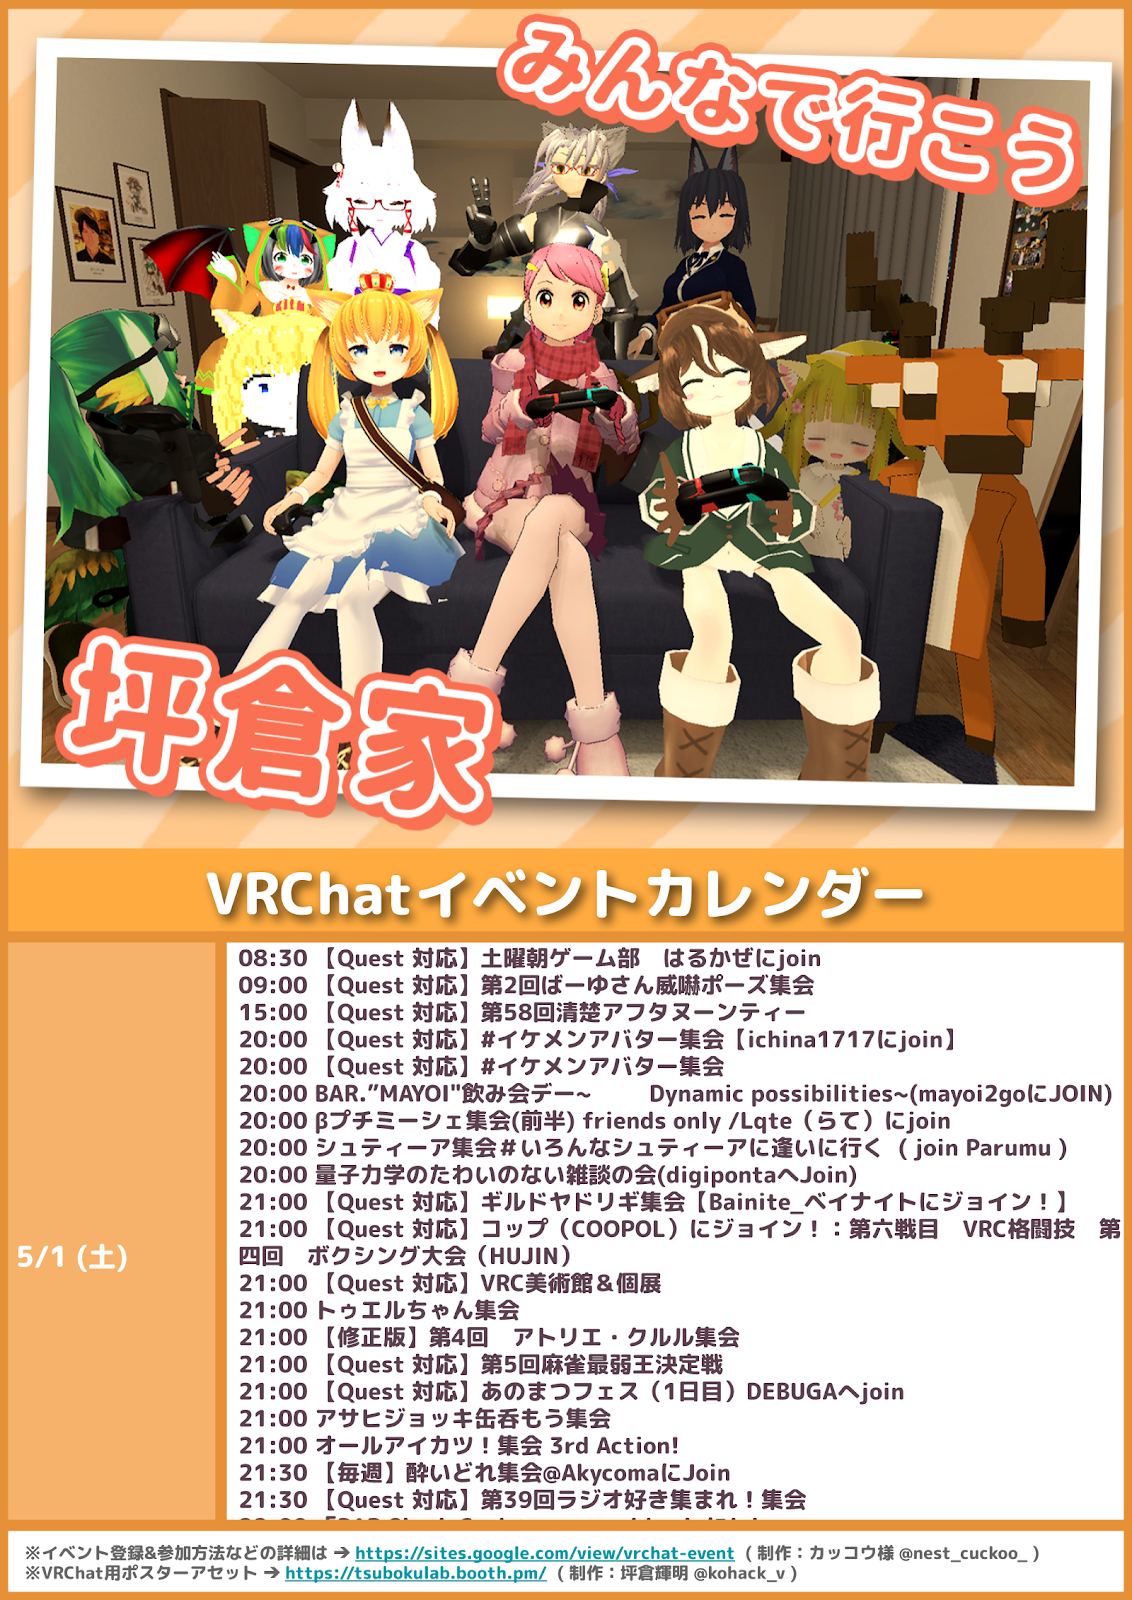 みんなで行こう
坪倉家
VRChatイベントカレンダー
5/1 (土)
08:30 【Quest 対応】土曜朝ゲーム部　はるかぜにjoin
09:00 【Quest 対応】第2回ばーゆさん威嚇ポーズ集会
15:00 【Quest 対応】第58回清楚アフタヌーンティー
20:00 【Quest 対応】#イケメンアバター集会【ichina1717にjoin】
20:00 【Quest 対応】#イケメンアバター集会
20:00 BAR.”MAYOI"飲み会デー~　　Dynamic possibilities~(mayoi2goにJOIN)
20:00 βプチミーシェ集会(前半) friends only /Lqte（らて）にjoin
20:00 シュティーア集会＃いろんなシュティーアに逢いに行く（ join Parumu ）
20:00 量子力学のたわいのない雑談の会(digipontaへJoin)
21:00 【Quest 対応】ギルドヤドリギ集会【Bainite_ベイナイトにジョイン！】
21:00 【Quest 対応】コップ（COOPOL）にジョイン！：第六戦目　VRC格闘技　第
四回　ボクシング大会（HUJIN）
21:00 【Quest 対応】VRC美術館＆個展
21:00 トゥエルちゃん集会
21:00 【修正版】第4回　アトリエ・クルル集会
21:00 【Quest 対応】第5回麻雀最弱王決定戦
21:00 【Quest 対応】あのまつフェス（1日目）DEBUGAへjoin
21:00 アサヒジョッキ缶呑もう集会
21:00 オールアイカツ！集会 3rd Action!
21:30 【毎週】酔いどれ集会@AkycomaにJoin
21:30 【Quest 対応】第39回ラジオ好き集まれ！集会
※イベント登録&参加方法などの詳細は → https://sites.google.com/view/vrchat-event （ 制作：カッコウ様 @nest_cuckoo_ ）
※VRChat用ポスターアセット → https://tsubokulab.booth.pm/ （ 制作：坪倉輝明 @kohack_v ）